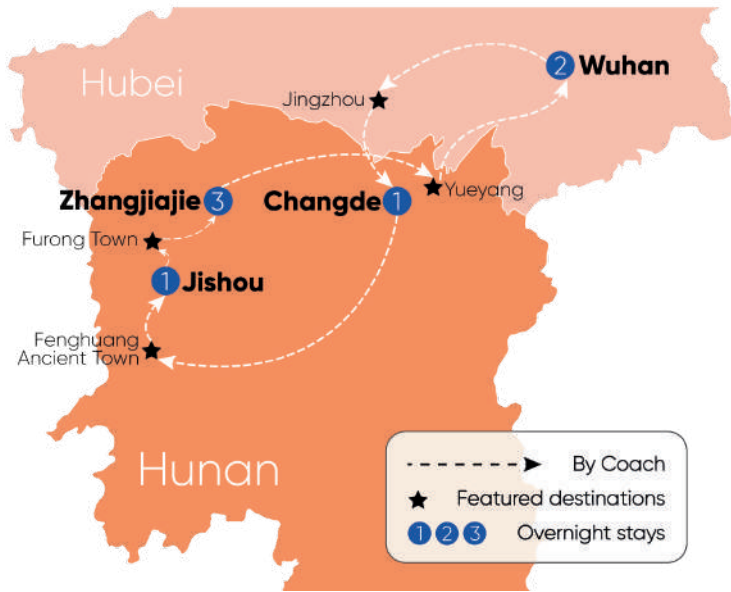 Hubei
2 Wuhan
Jingzhou
Zhangjiajie 3
Changde 1
Yueyang
Furong Town
1 Jishou
Fenghuang
Ancient Town
Hunan
By Coach
Featured destinations
1 2 3 Overnight stays